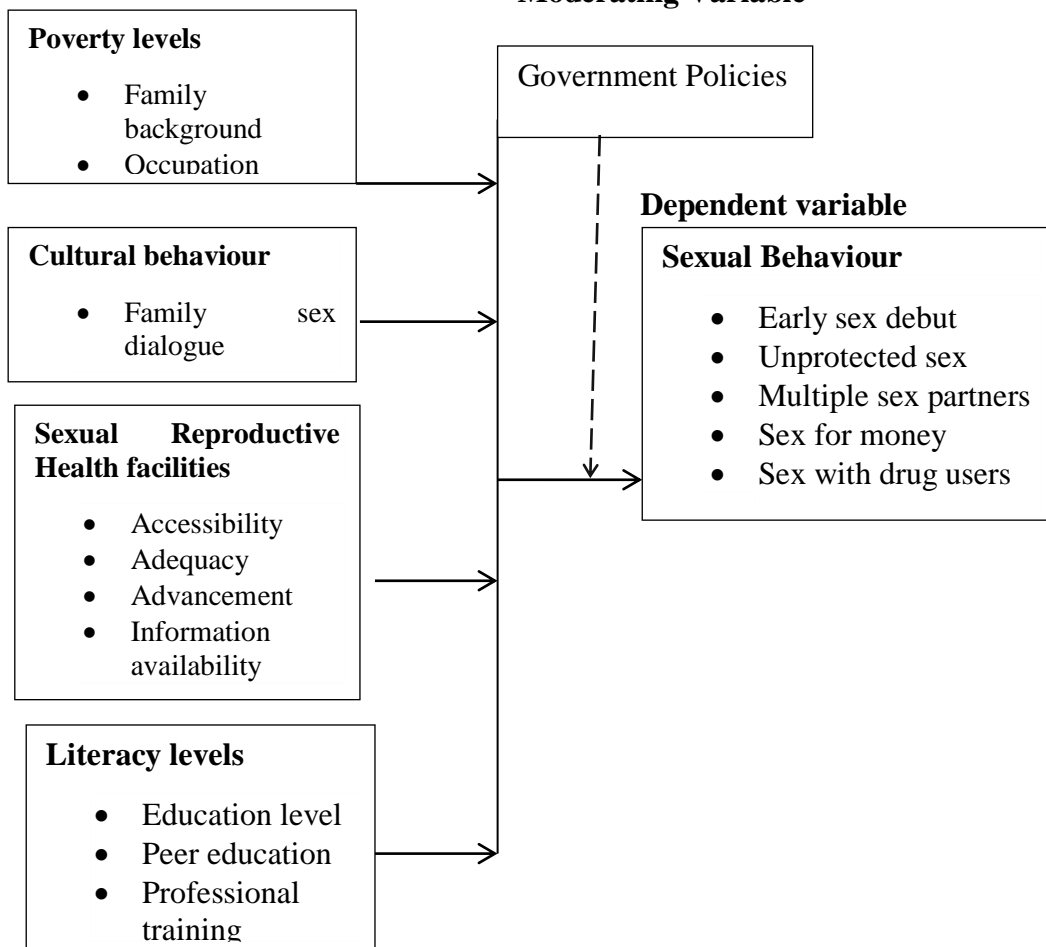 Moderating Variable
Poverty levels
• Family
background
• Occupation
Government Policies
Cultural behaviour
• Family sex
dialogue
Dependent variable
Sexual Behaviour
• Early sex debut
• Unprotected sex
• Multiple sex partners
• Sex for money
• Sex with drug users
Sexual Reproductive
Health facilities
• Accessibility
• Adequacy
• Advancement
• Information
availability
Literacy levels
• Education level
• Peer education
• Professional
training